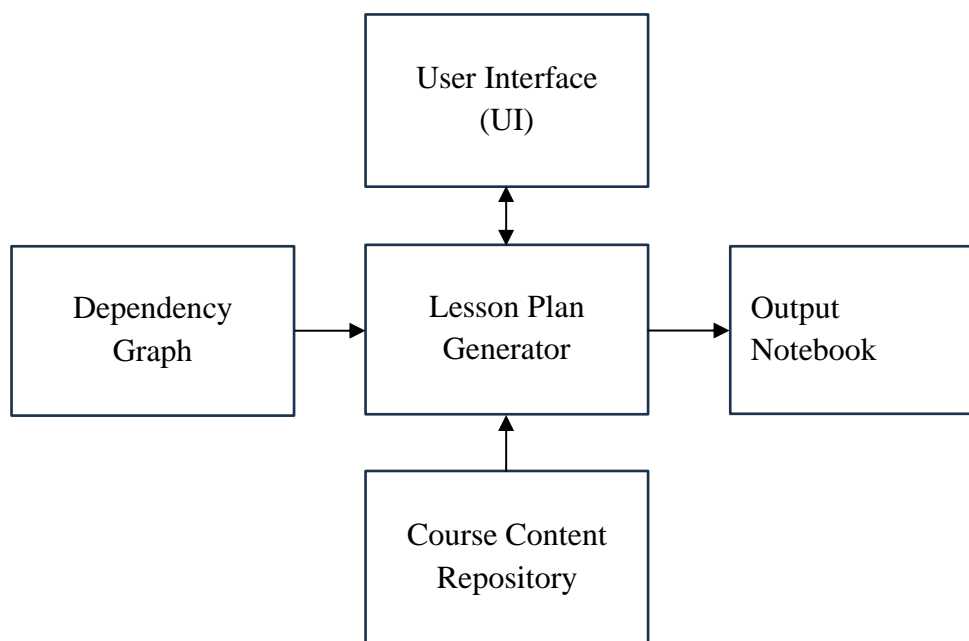 User Interface
(UI)
Dependency
Graph
Lesson Plan
Generator
Output
Notebook
Course Content
Repository